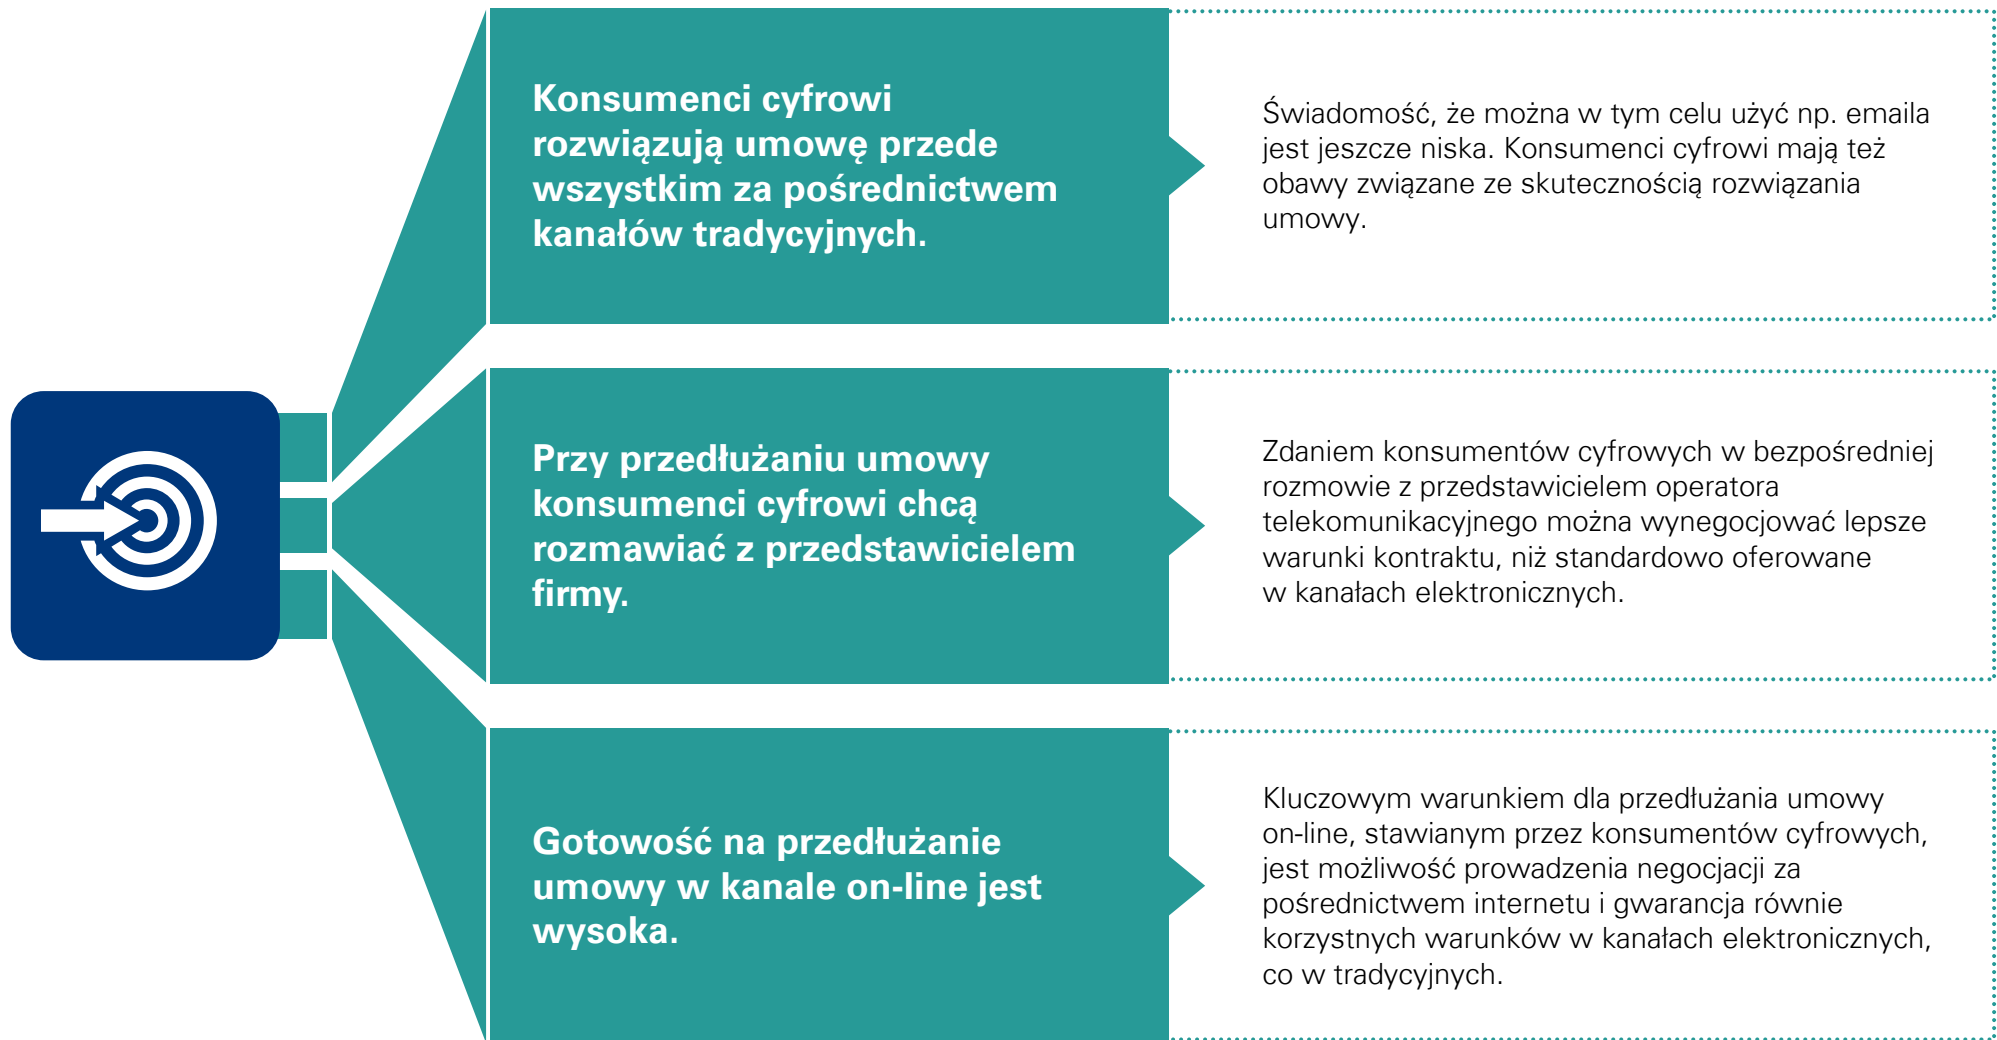 Konsumenci cyfrowi
rozwiązują umowę przede
wszystkim za pośrednictwem
kanałów tradycyjnych.
Świadomość, że można w tym celu użyć np. emaila
jest jeszcze niska. Konsumenci cyfrowi mają też
obawy związane ze skutecznością rozwiązania
umowy.
Przy przedłużaniu umowy
konsumenci cyfrowi chcą
rozmawiać z przedstawicielem
firmy.
Zdaniem konsumentów cyfrowych w bezpośredniej
rozmowie z przedstawicielem operatora
telekomunikacyjnego można wynegocjować lepsze
warunki kontraktu, niż standardowo oferowane
w kanałach elektronicznych.
Gotowość na przedłużanie
umowy w kanale on-line jest
wysoka.
Kluczowym warunkiem dla przedłużania umowy
on-line, stawianym przez konsumentów cyfrowych,
jest możliwość prowadzenia negocjacji za
pośrednictwem internetu i gwarancja równie
korzystnych warunków w kanałach elektronicznych,
co w tradycyjnych.